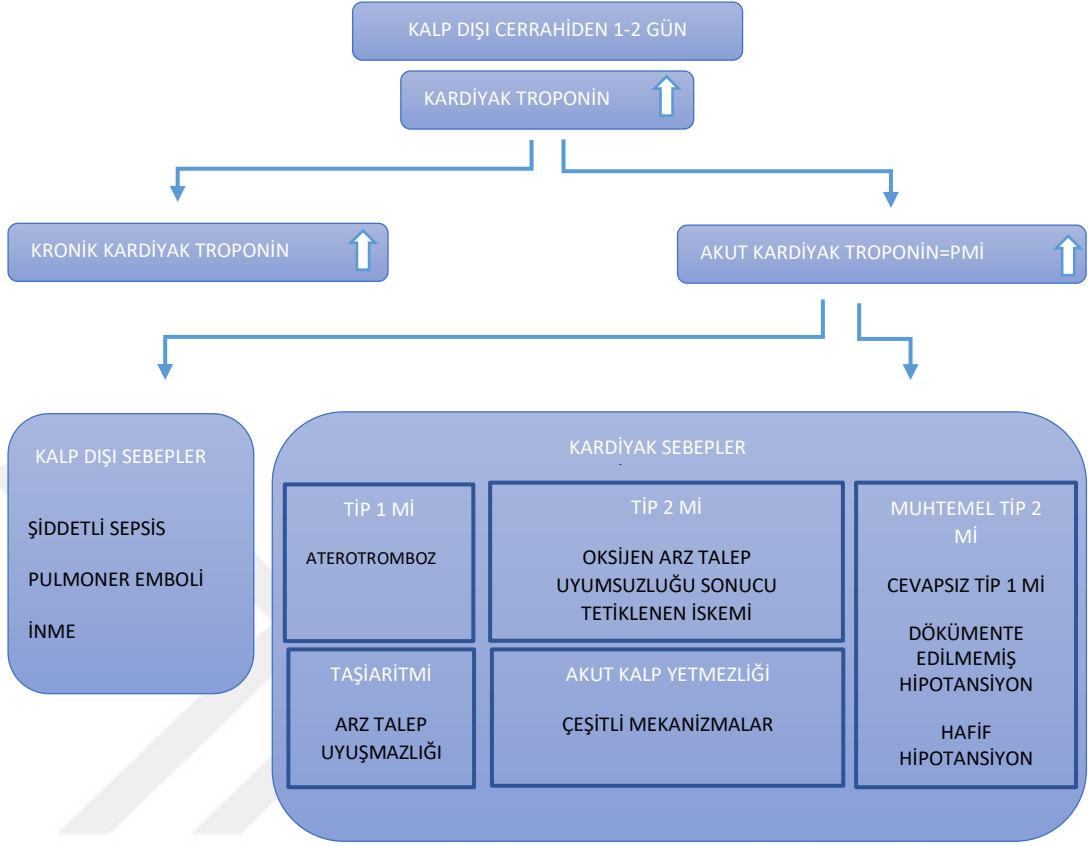 KALP DIŞI CERRAHİDEN 1-2 GÜN
KARDİYAK TROPONİN
KRONİK KARDİYAK TROPONİN
AKUT KARDİYAK TROPONİN=PMİ
KALP DIŞI SEBEPLER
ŞİDDETLİ SEPSİS
PULMONER EMBOLİ
İNME
KARDİYAK SEBEPLER
TİP 1 Mİ
ATEROTROMBOZ
TİP 2 Mİ
OKSİJEN ARZ TALEP
UYUMSUZLUĞU SONUCU
TETİKLENEN İSKEMİ
MUHTEMEL TİP 2
Mİ
CEVAPSIZ TİP 1 Mİ
DÖKÜMENTE
EDİLMEMİŞ
HİPOTANSİYON
HAFİF
HİPOTANSİYON
TAŞİARİTMİ
ARZ TALEP
UYUŞMAZLIĞI
AKUT KALP YETMEZLİĞİ
ÇEŞİTLİ MEKANİZMALAR